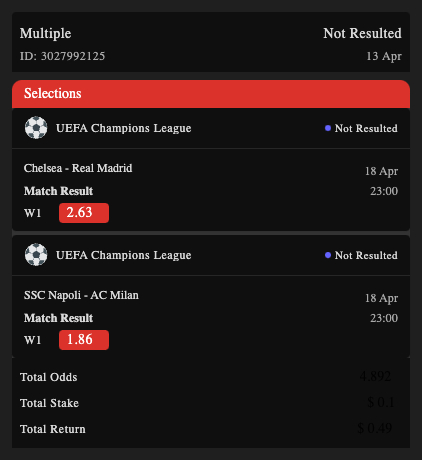 Multiple Not Resulted
ID: 3027992125 13 Apr
Selections
UEFA Champions League Not Resulted
Chelsea - Real Madrid 18 Apr
Match Result 23:00
W1 2.63
UEFA Champions League Not Resulted
SSC Napoli - AC Milan 18 Apr
Match Result 23:00
W1 1.86
Total Odds 4.892
Total Stake $ 0.1
Total Return $ 0.49